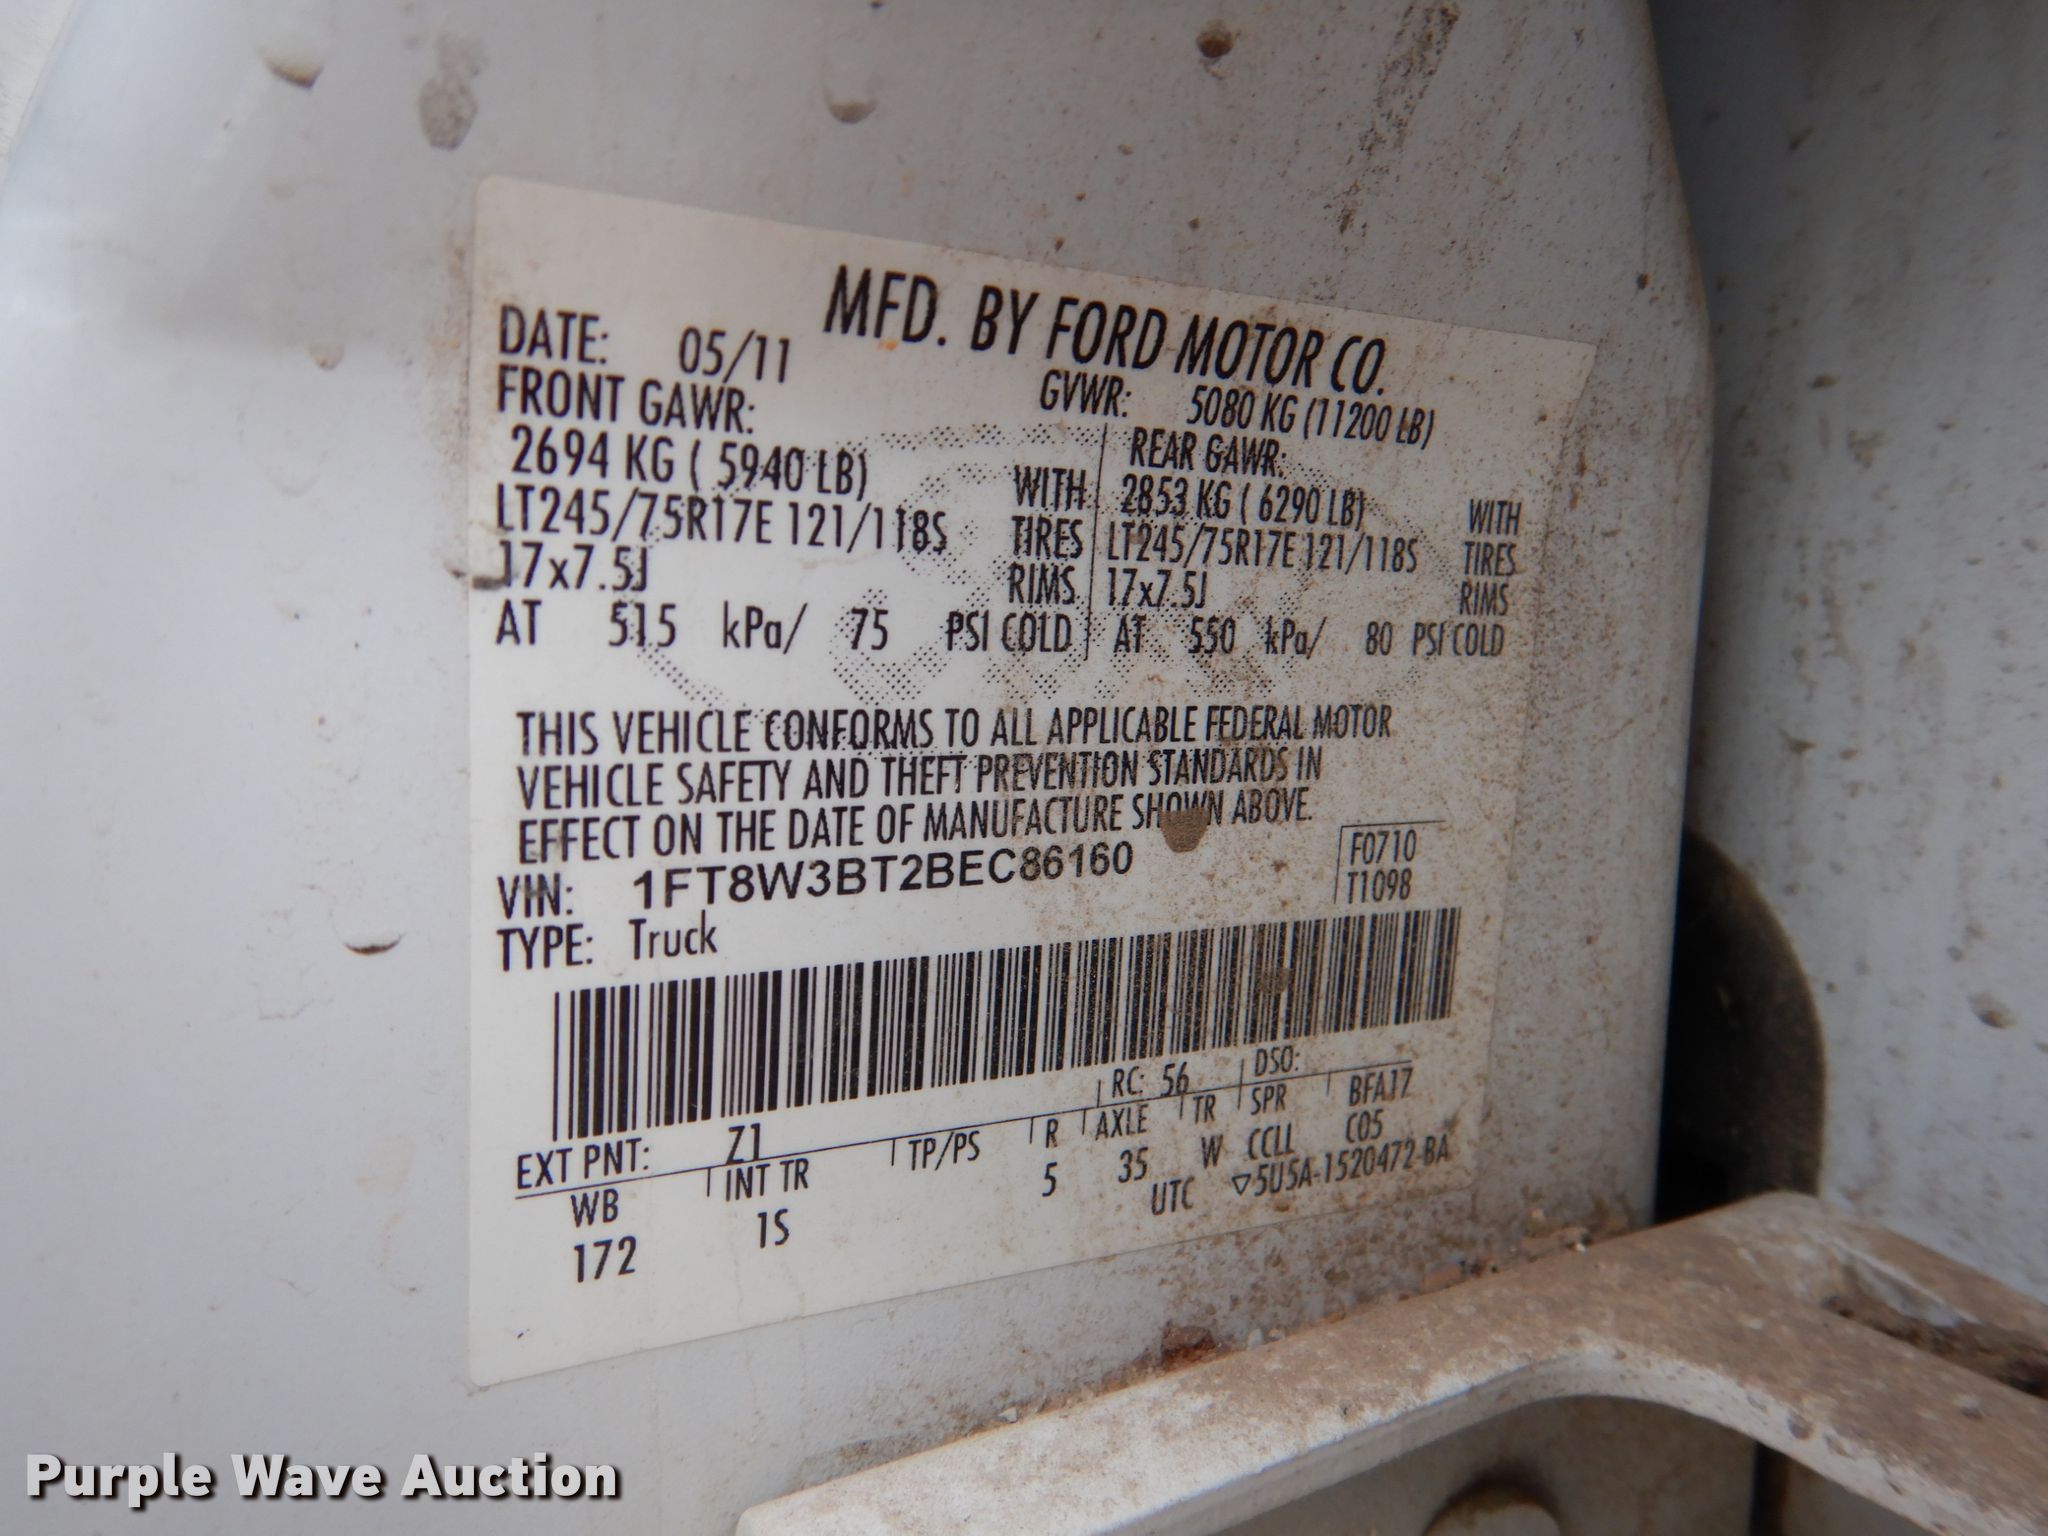 MFD. BY FORD MOTOR CO.
DATE: 05/11
GVWR: 5080 KG (11200 LB)
FRONT GAWR:
2694 KG ( 5940 LB) WITH
LT245/75R17E 121/118S TIRES
17x7.5J RIMS
AT 515 kPa/ 75 PSI COLD
REAR GAWR:
2853 KG ( 6290 LB) WITH
LT245/75R17E 121/118S TIRES
17x7.5J RIMS
AT 550 kPa/ 80 PSI COLD
THIS VEHICLE CONFORMS TO ALL APPLICABLE FEDERAL MOTOR
VEHICLE SAFETY AND THEFT PREVENTION STANDARDS IN
EFFECT ON THE DATE OF MANUFACTURE SHOWN ABOVE.
VIN: 1FT8W3BT2BEC86160
TYPE: Truck
F0710
T1098
EXT PNT: Z1 RC: 56 DSO:
WB INT TR TP/PS R AXLE TR SPR BFA17
172 1S 5 35 W CCLL C05
UTC ▽5U5A-1520472-BA
Purple Wave Auction